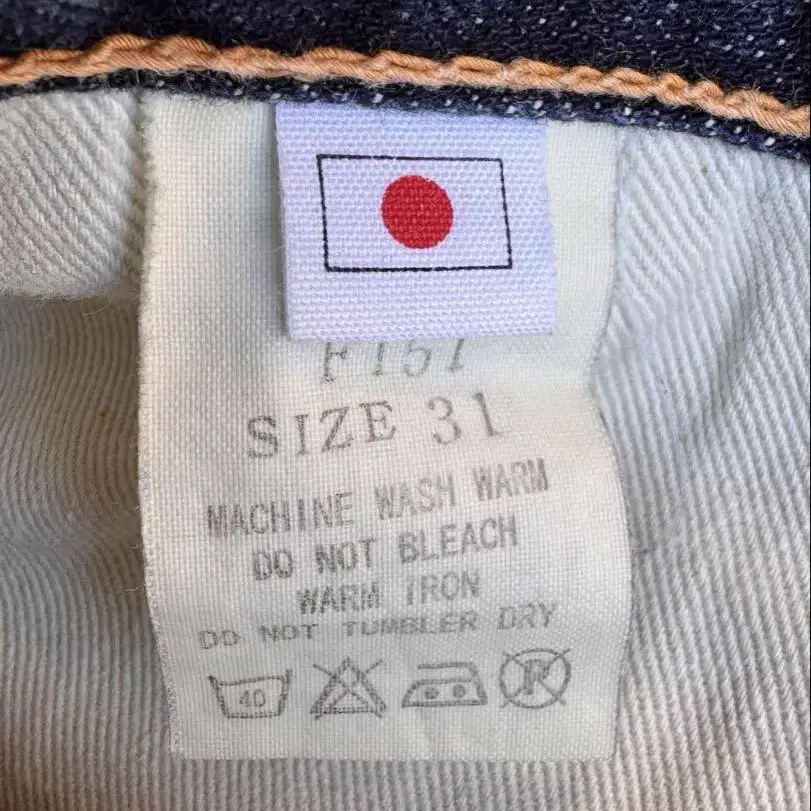 F151
SIZE 31
MACHINE WASH WARM
DO NOT BLEACH
WARM IRON
DO NOT TUMBLER DRY
40 P